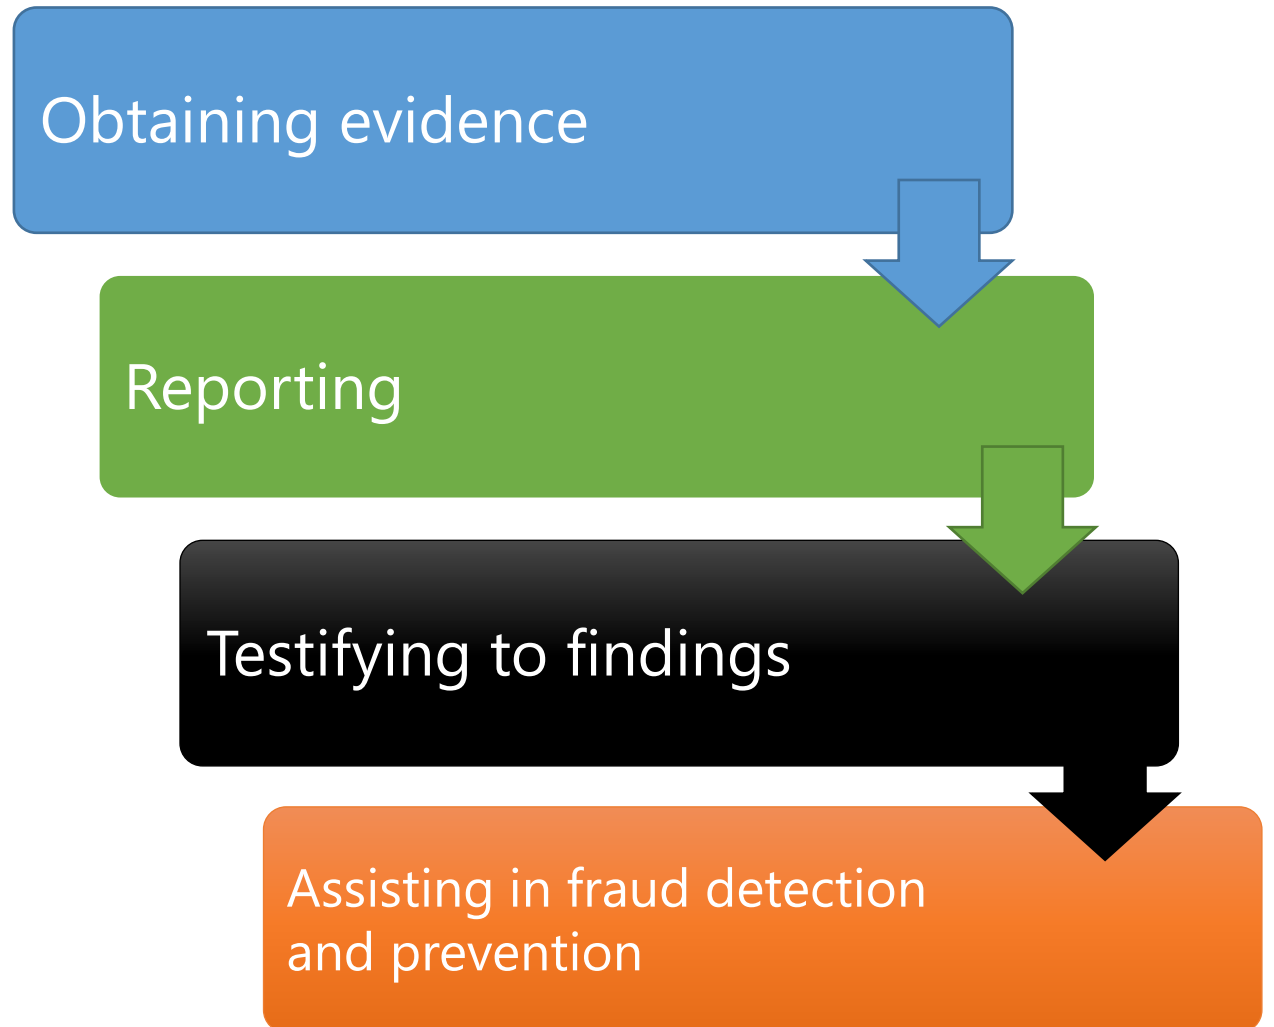 Obtaining evidence
Reporting
Testifying to findings
Assisting in fraud detection
and prevention